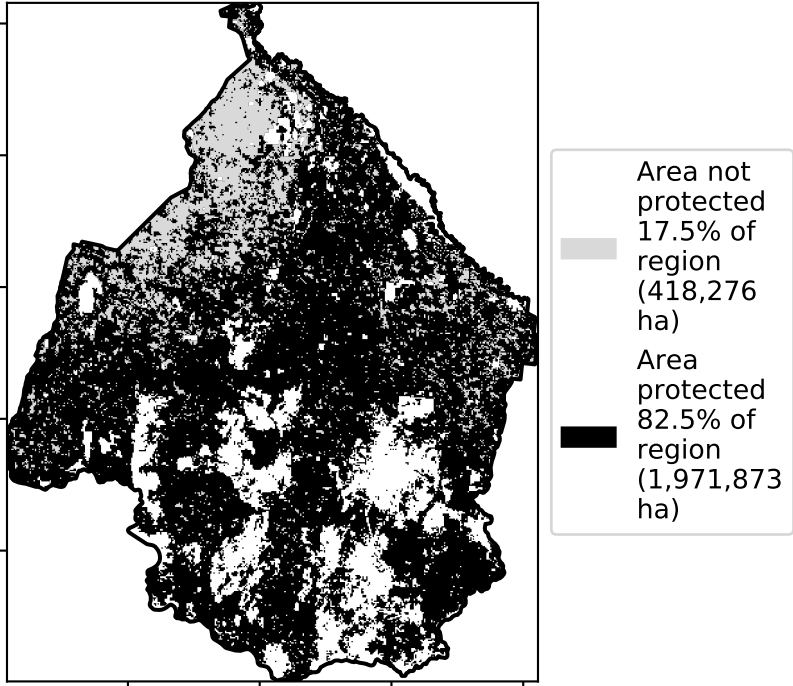 Area not
protected
17.5% of
region
(418,276
ha)
Area
protected
82.5% of
region
(1,971,873
ha)